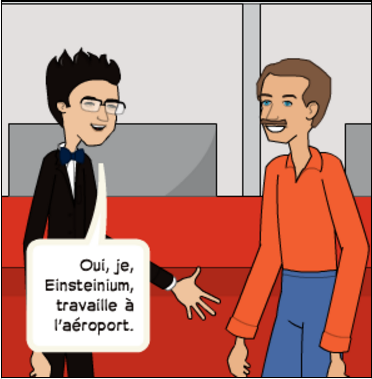 Oui, je,
Einsteinium,
travaille à
l'aéroport.